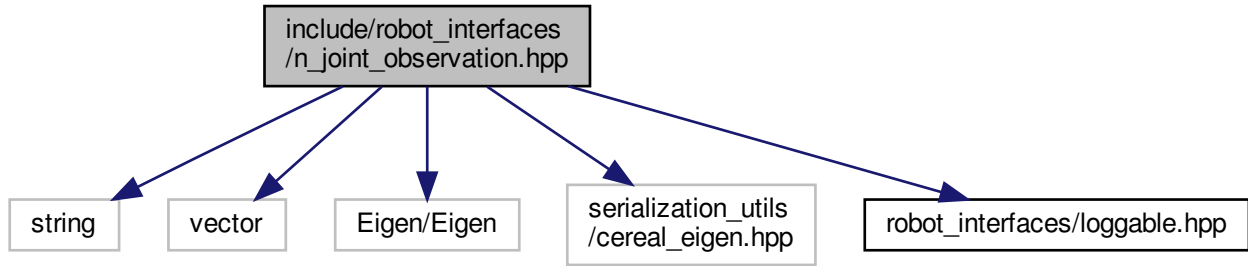 include/robot_interfaces
/n_joint_observation.hpp
string
vector
Eigen/Eigen
serialization_utils
/cereal_eigen.hpp
robot_interfaces/loggable.hpp